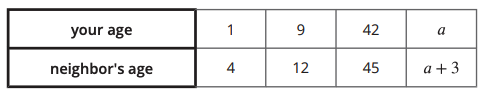 your age 1 9 42 a
neighbor's age 4 12 45 a + 3